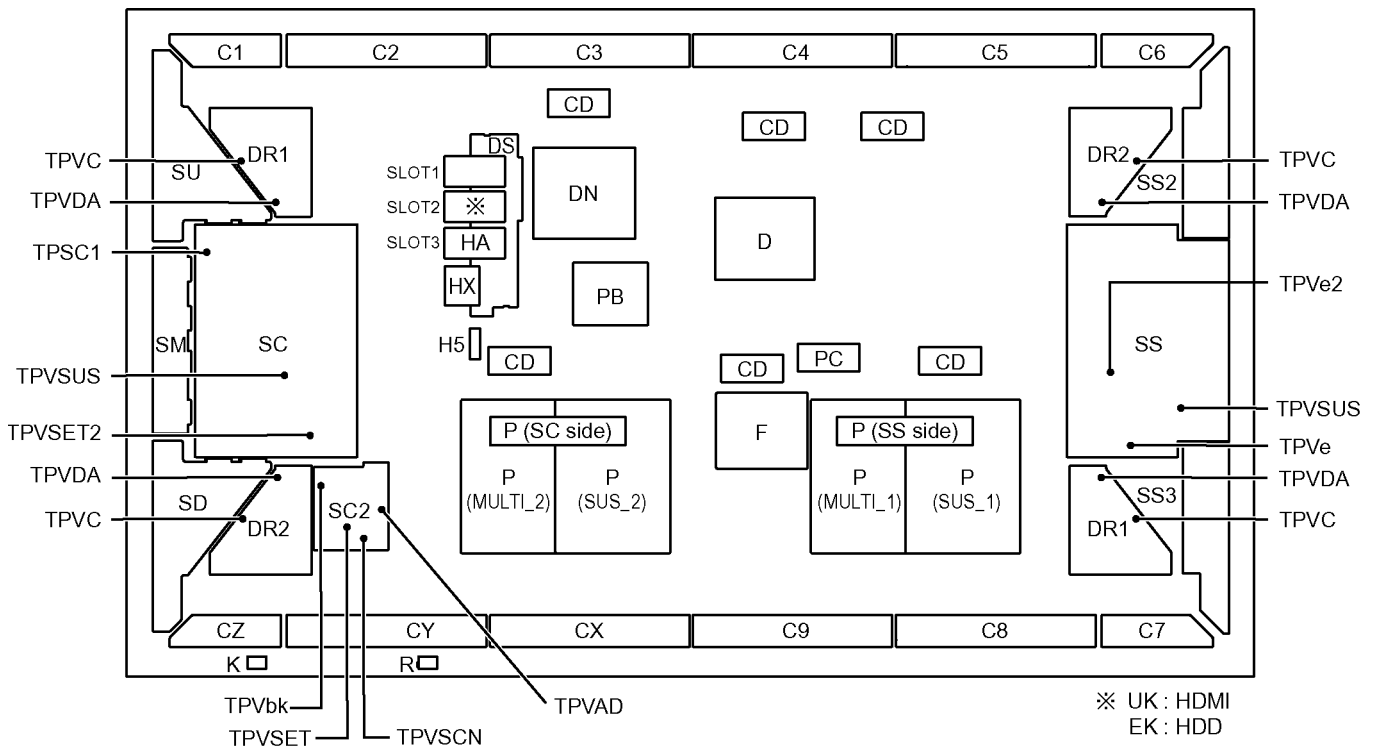 C1 C2 C3 C4 C5 C6
CD
CD CD
DS
TPVC DR1 DR2 TPVC
SU SLOT1 SS2
SLOT2 ※ DN
TPVDA TPVDA
SLOT3 HA D
TPSC1
HX PB TPVe2
SM SC H5 SS
CD CD PC CD
TPVSUS
TPVSUS
TPVSET2 P (SC side) F P (SS side) TPVe
TPVDA P P P P TPVDA
(MULTI_2) (SUS_2) (MULTI_1) (SUS_1)
SD SC2 SS3
TPVC DR2 DR1 TPVC
CZ CY CX C9 C8 C7
K R
TPVbk TPVAD ※ UK : HDMI
TPVSET TPVSCN EK : HDD